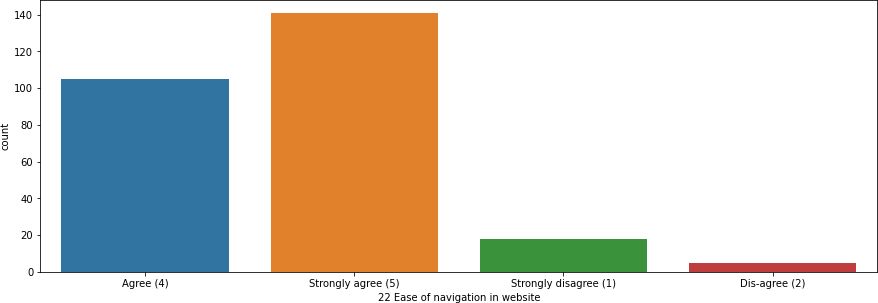 140
120
100
80
60
40
20
0
count
Agree (4)
Strongly agree (5)
Strongly disagree (1)
Dis-agree (2)
22 Ease of navigation in website